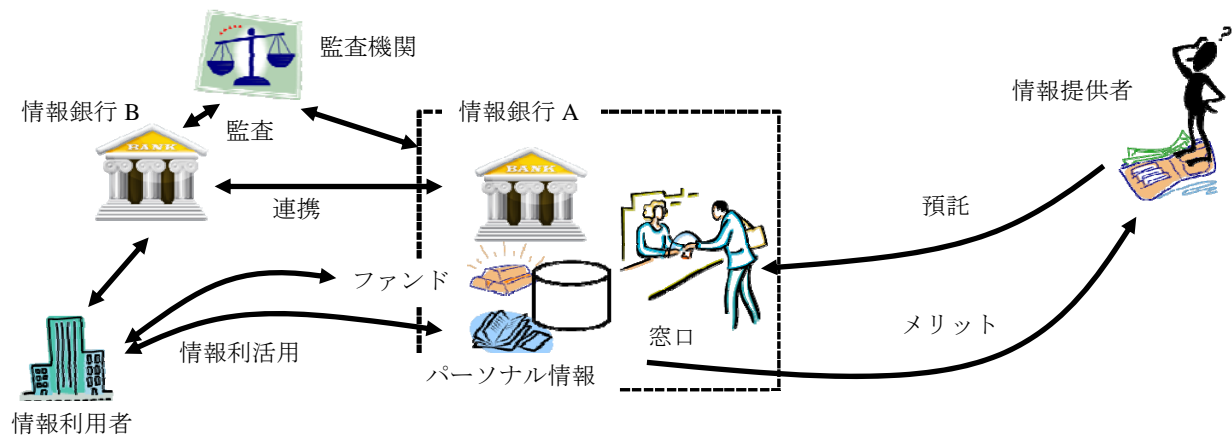 監査機関
情報銀行 B
監査
BANK
情報銀行 A
BANK
情報提供者
?
連携
預託
ファンド
情報利活用
窓口
メリット
パーソナル情報
情報利用者